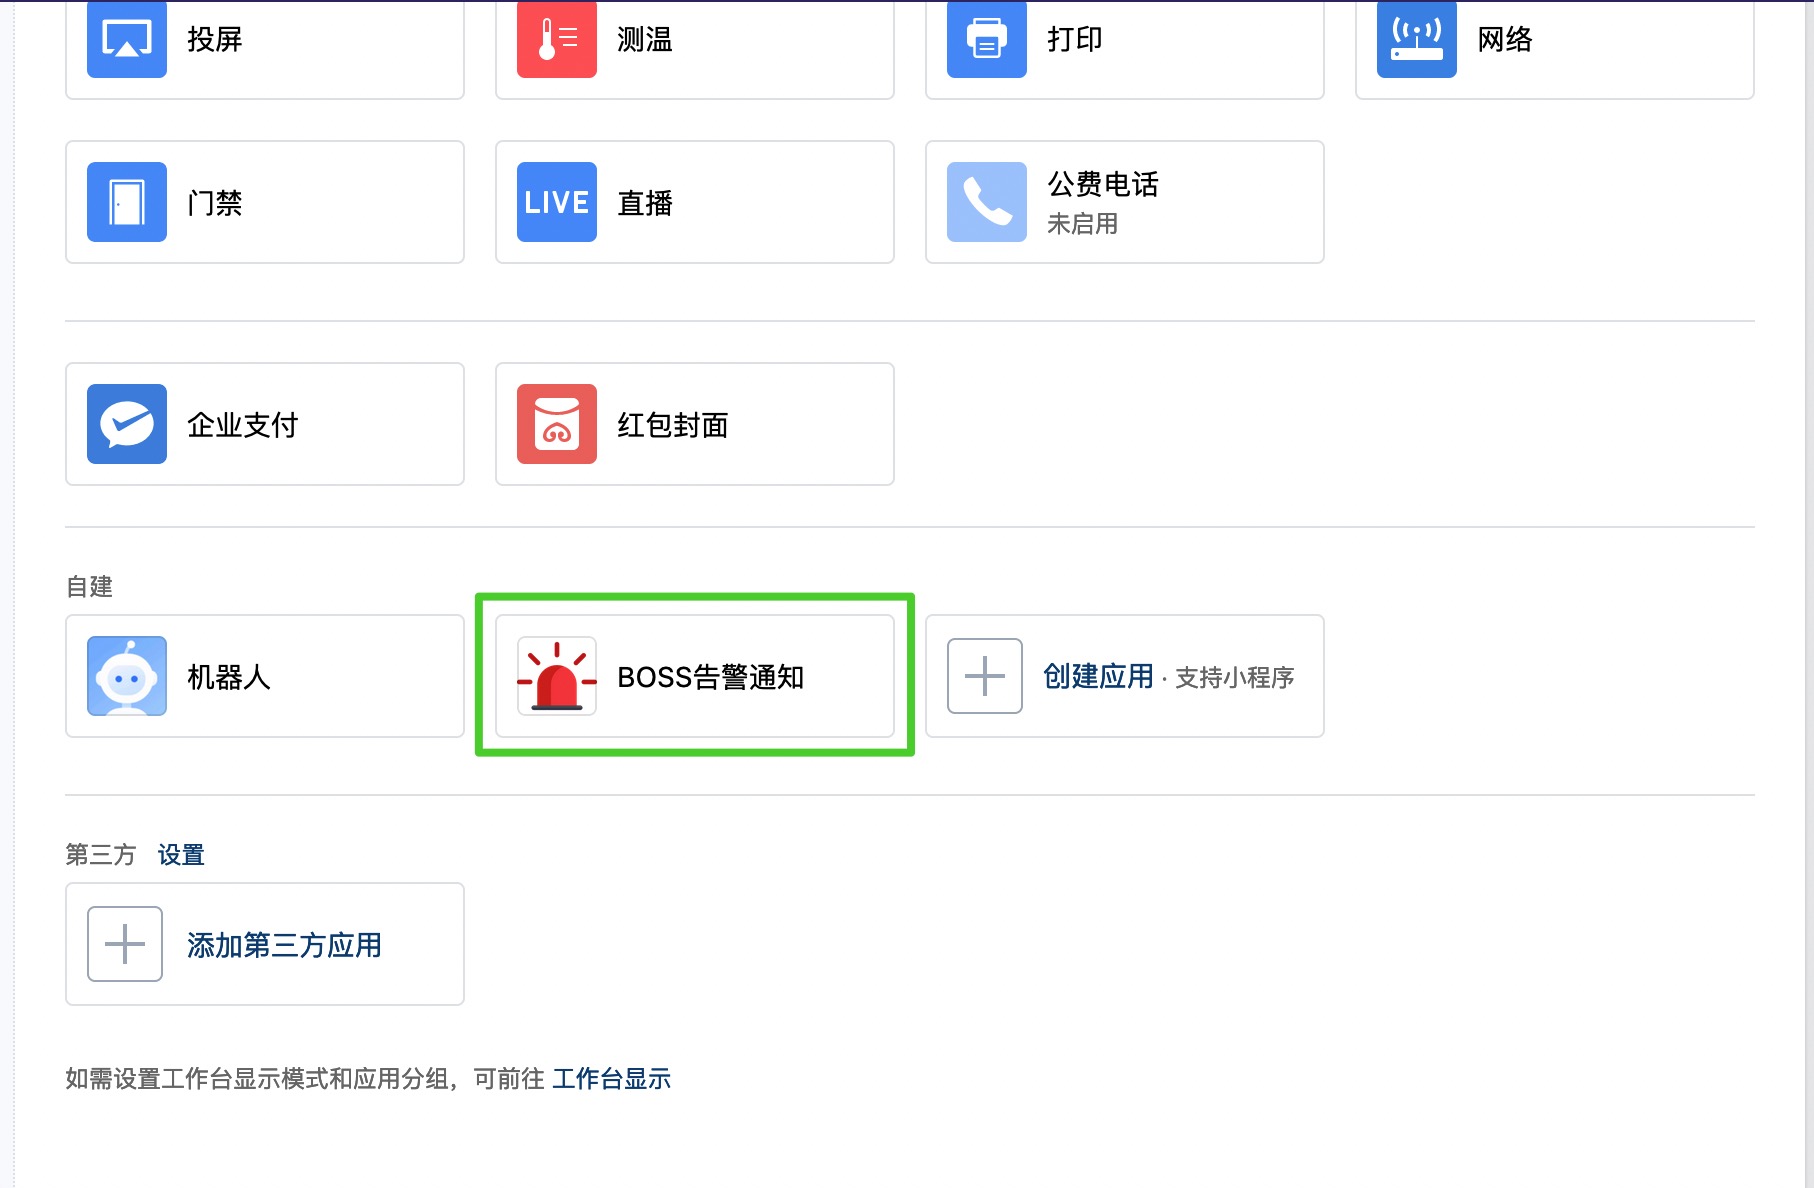 投屏
测温
打印
网络
门禁
LIVE
直播
公费电话
未启用
企业支付
红包封面
自建
机器人
BOSS告警通知
创建应用 · 支持小程序
第三方 设置
添加第三方应用
如需设置工作台显示模式和应用分组，可前往 工作台显示